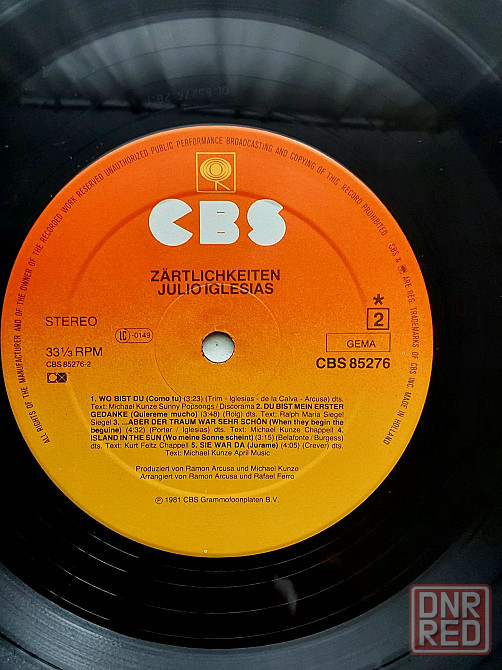 ALL RIGHTS OF THE MANUFACTURER AND OF THE OWNER OF THE RECORDED WORK RESERVED UNAUTHORIZED PUBLIC PERFORMANCE BROADCASTING AND COPYING OF THIS RECORD PROHIBITED
CBS & ARE REG. TRADEMARKS OF CBS INC. MADE IN HOLLAND
CBS
ZÄRTLICHKEITEN
JULIO IGLESIAS
STEREO
LC-0149
*
2
33⅓ RPM
GEMA
CBS 85276-2
CBS 85276
1. WO BIST DU (Como tu) (3:23) (Trim - Iglesias - de la Calva - Arcusa) dts.
Text: Michael Kunze Sunny Popsongs / Discorama 2. DU BIST MEIN ERSTER
GEDANKE (Quiereme mucho) (3:48) (Roig) dts. Text: Ralph Maria Siegel
Siegel 3. ...ABER DER TRAUM WAR SEHR SCHÖN (When they begin the
beguine) (4:32) (Porter / Iglesias) dts. Text: Michael Kunze Chappell 4.
ISLAND IN THE SUN (Wo meine Sonne scheint) (3:15) (Belafonte / Burgess)
dts. Text: Kurt Feltz Chappell 5. SIE WAR DA (Jurame) (4:05) (Crever) dts.
Text: Michael Kunze April Music
Produziert von Ramon Arcusa und Michael Kunze
Arrangiert von Ramon Arcusa und Rafael Ferro
℗ 1981 CBS Grammofoonplaten B.V.
DNR
RED